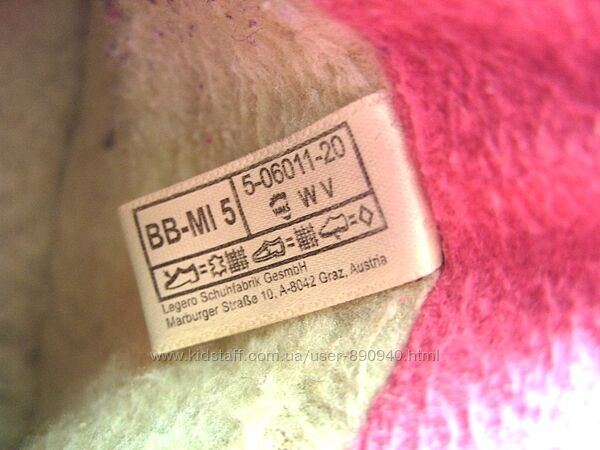 BB-MI 5
5-06011-20
W V
Legero Schuhfabrik GesmbH
Marburger Straße 10, A-8042 Graz, Austria
www.kidstaff.com.ua/user-890940.html